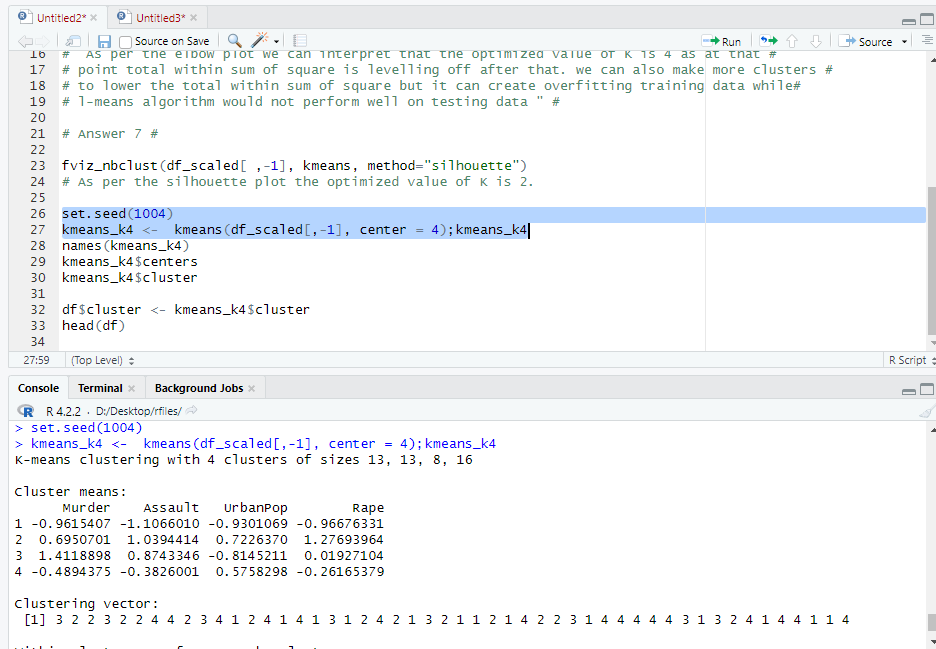 Untitled2* Untitled3*
Source on Save Run Source
16 # As per the elbow plot we can interpret that the optimized value of K is 4 as at that #
17 # point total within sum of square is levelling off after that. we can also make more clusters #
18 # to lower the total within sum of square but it can create overfitting training data while#
19 # l-means algorithm would not perform well on testing data " #
20
21 # Answer 7 #
22
23 fviz_nbclust(df_scaled[ ,-1], kmeans, method="silhouette")
24 # As per the silhouette plot the optimized value of K is 2.
25
26 set.seed(1004)
27 kmeans_k4 <-  kmeans(df_scaled[,-1], center = 4);kmeans_k4
28 names(kmeans_k4)
29 kmeans_k4$centers
30 kmeans_k4$cluster
31
32 df$cluster <- kmeans_k4$cluster
33 head(df)
34
27:59 (Top Level) R Script
Console Terminal Background Jobs
R R 4.2.2 · D:/Desktop/rfiles/
> set.seed(1004)
> kmeans_k4 <-  kmeans(df_scaled[,-1], center = 4);kmeans_k4
K-means clustering with 4 clusters of sizes 13, 13, 8, 16
Cluster means:
Murder Assault UrbanPop Rape
1 -0.9615407 -1.1066010 -0.9301069 -0.96676331
2 0.6950701 1.0394414 0.7226370 1.27693964
3 1.4118898 0.8743346 -0.8145211 0.01927104
4 -0.4894375 -0.3826001 0.5758298 -0.26165379
Clustering vector:
[1] 3 2 2 3 2 2 4 4 2 3 4 1 2 4 1 4 1 3 1 2 4 2 1 3 2 1 1 2 1 4 2 2 3 1 4 4 4 4 4 3 1 3 2 4 1 4 4 1 1 4